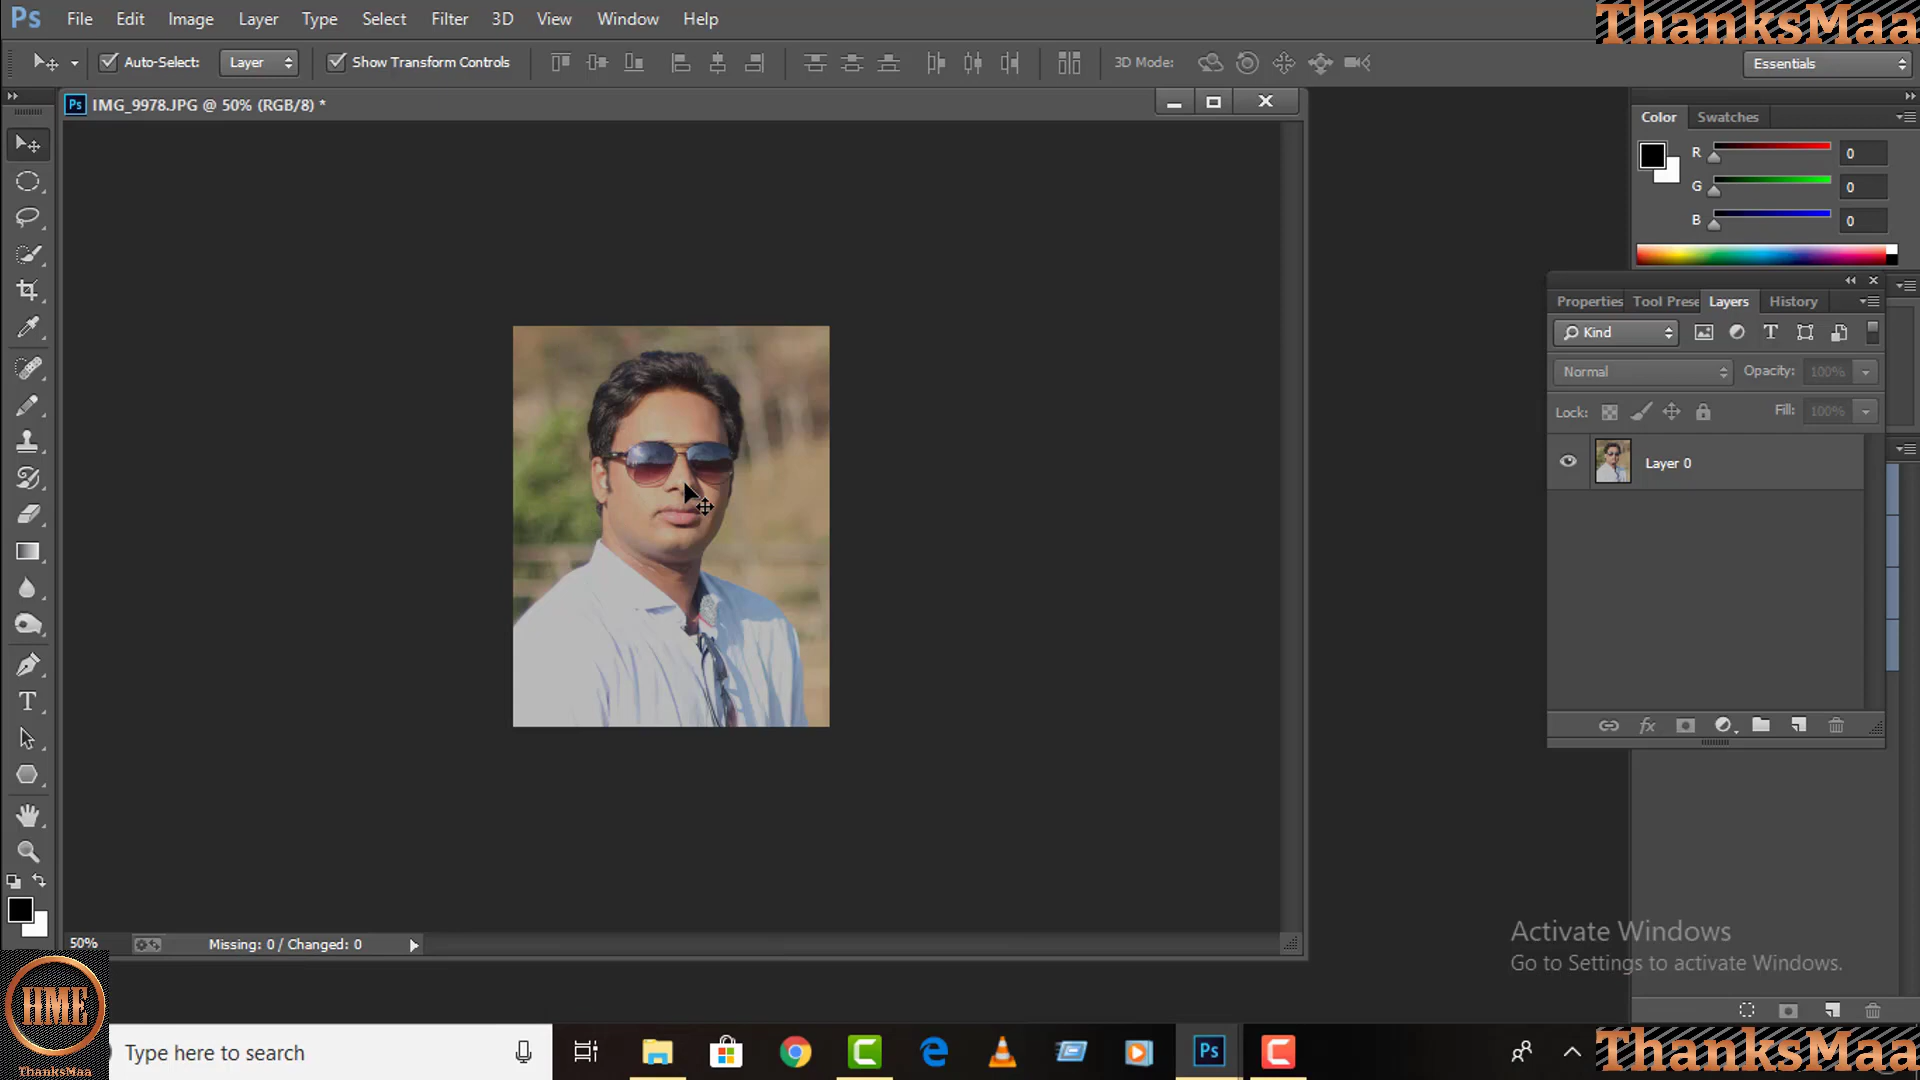 Ps File Edit Image Layer Type Select Filter 3D View Window Help
ThanksMaa
Auto-Select: Layer Show Transform Controls 3D Mode: Essentials
Ps IMG_9978.JPG @ 50% (RGB/8) *
Color Swatches
R 0
G 0
B 0
Properties Tool Prese Layers History
Kind
Normal Opacity: 100%
Lock: Fill: 100%
Layer 0
T
50% Missing: 0 / Changed: 0
Activate Windows
Go to Settings to activate Windows.
HME
ThanksMaa
Type here to search
Ps
ThanksMaa